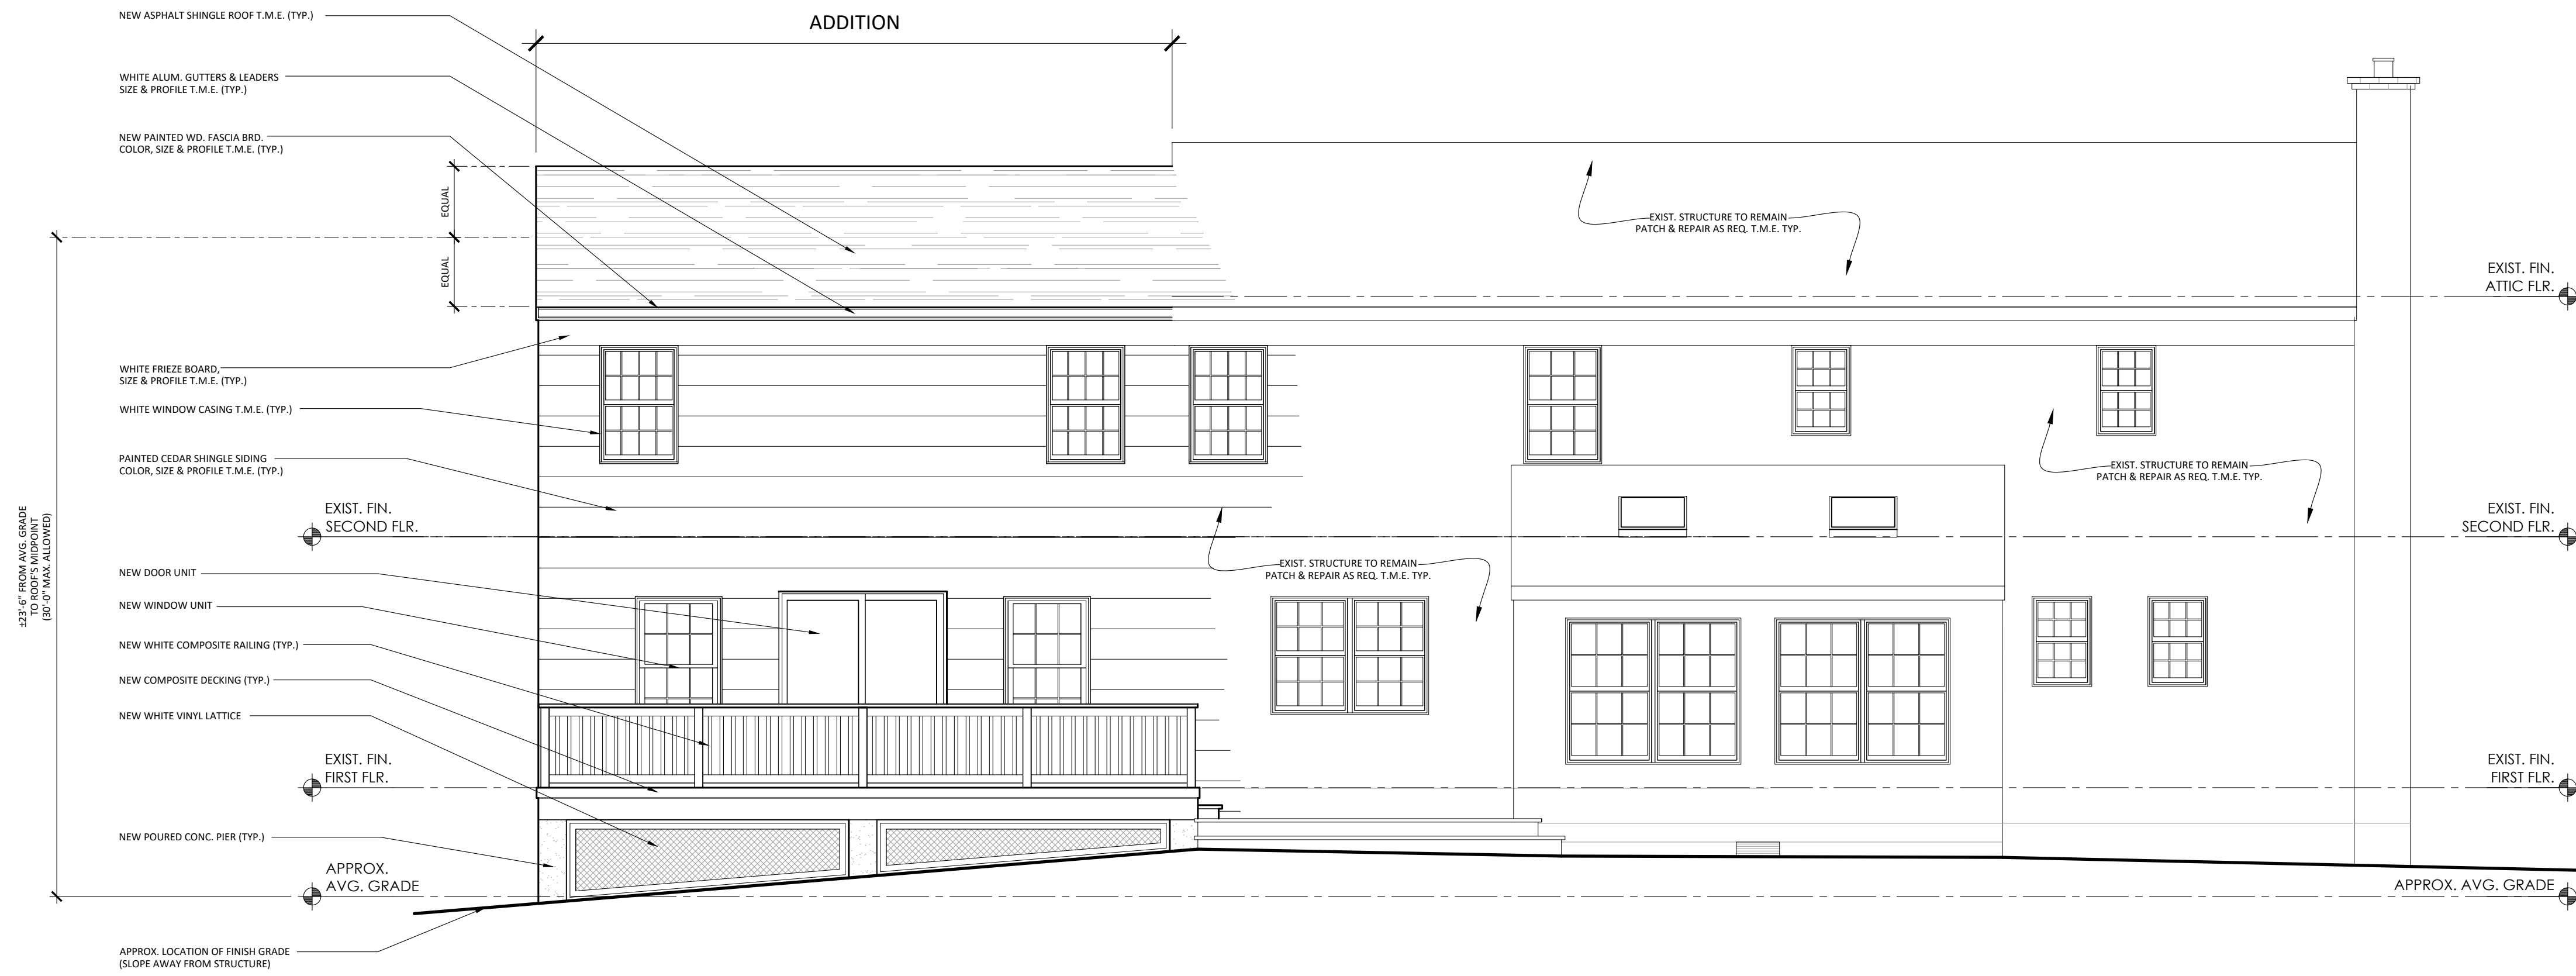 NEW ASPHALT SHINGLE ROOF T.M.E. (TYP.)
ADDITION
WHITE ALUM. GUTTERS & LEADERS
SIZE & PROFILE T.M.E. (TYP.)
NEW PAINTED WD. FASCIA BRD.
COLOR, SIZE & PROFILE T.M.E. (TYP.)
EQUAL
EQUAL
EXIST. STRUCTURE TO REMAIN
PATCH & REPAIR AS REQ. T.M.E. TYP.
EXIST. FIN.
ATTIC FLR.
WHITE FRIEZE BOARD,
SIZE & PROFILE T.M.E. (TYP.)
WHITE WINDOW CASING T.M.E. (TYP.)
PAINTED CEDAR SHINGLE SIDING
COLOR, SIZE & PROFILE T.M.E. (TYP.)
EXIST. STRUCTURE TO REMAIN
PATCH & REPAIR AS REQ. T.M.E. TYP.
±23'-6" FROM AVG. GRADE
TO ROOF'S MIDPOINT
(30'-0" MAX. ALLOWED)
EXIST. FIN.
SECOND FLR.
EXIST. FIN.
SECOND FLR.
EXIST. STRUCTURE TO REMAIN
PATCH & REPAIR AS REQ. T.M.E. TYP.
NEW DOOR UNIT
NEW WINDOW UNIT
NEW WHITE COMPOSITE RAILING (TYP.)
NEW COMPOSITE DECKING (TYP.)
NEW WHITE VINYL LATTICE
EXIST. FIN.
FIRST FLR.
EXIST. FIN.
FIRST FLR.
NEW POURED CONC. PIER (TYP.)
APPROX.
AVG. GRADE
APPROX. AVG. GRADE
APPROX. LOCATION OF FINISH GRADE
(SLOPE AWAY FROM STRUCTURE)